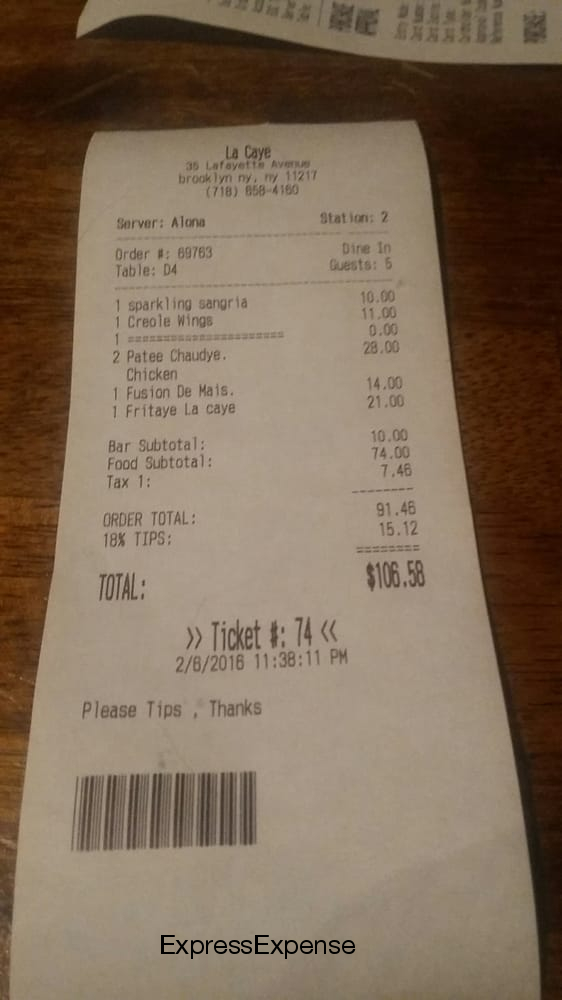 La Caye
35 Lafayette Avenue
brooklyn ny, ny 11217
(718) 858-4160
Server: Alona Station: 2
Order #: 69763 Dine In
Table: D4 Guests: 5
1 sparkling sangria 10.00
1 Creole Wings 11.00
1 ===================== 0.00
2 Patee Chaudye. 28.00
Chicken
1 Fusion De Mais. 14.00
1 Fritaye La caye 21.00
Bar Subtotal: 10.00
Food Subtotal: 74.00
Tax 1: 7.46
--------
ORDER TOTAL: 91.46
18% TIPS: 15.12
========
TOTAL: $106.58
>> Ticket #: 74 <<
2/6/2016 11:38:11 PM
Please Tips , Thanks
ExpressExpense